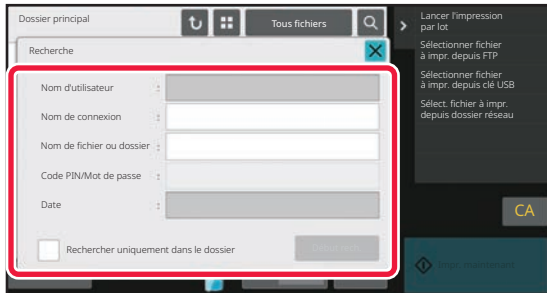 Dossier principal
Tous fichiers
Lancer l'impression
par lot
Sélectionner fichier
à impr. depuis FTP
Sélectionner fichier
à impr. depuis clé USB
Sélect. fichier à impr.
depuis dossier réseau
Recherche
Nom d'utilisateur :
Nom de connexion :
Nom de fichier ou dossier :
Code PIN/Mot de passe :
Date :
Rechercher uniquement dans le dossier
CA
Impr. maintenant